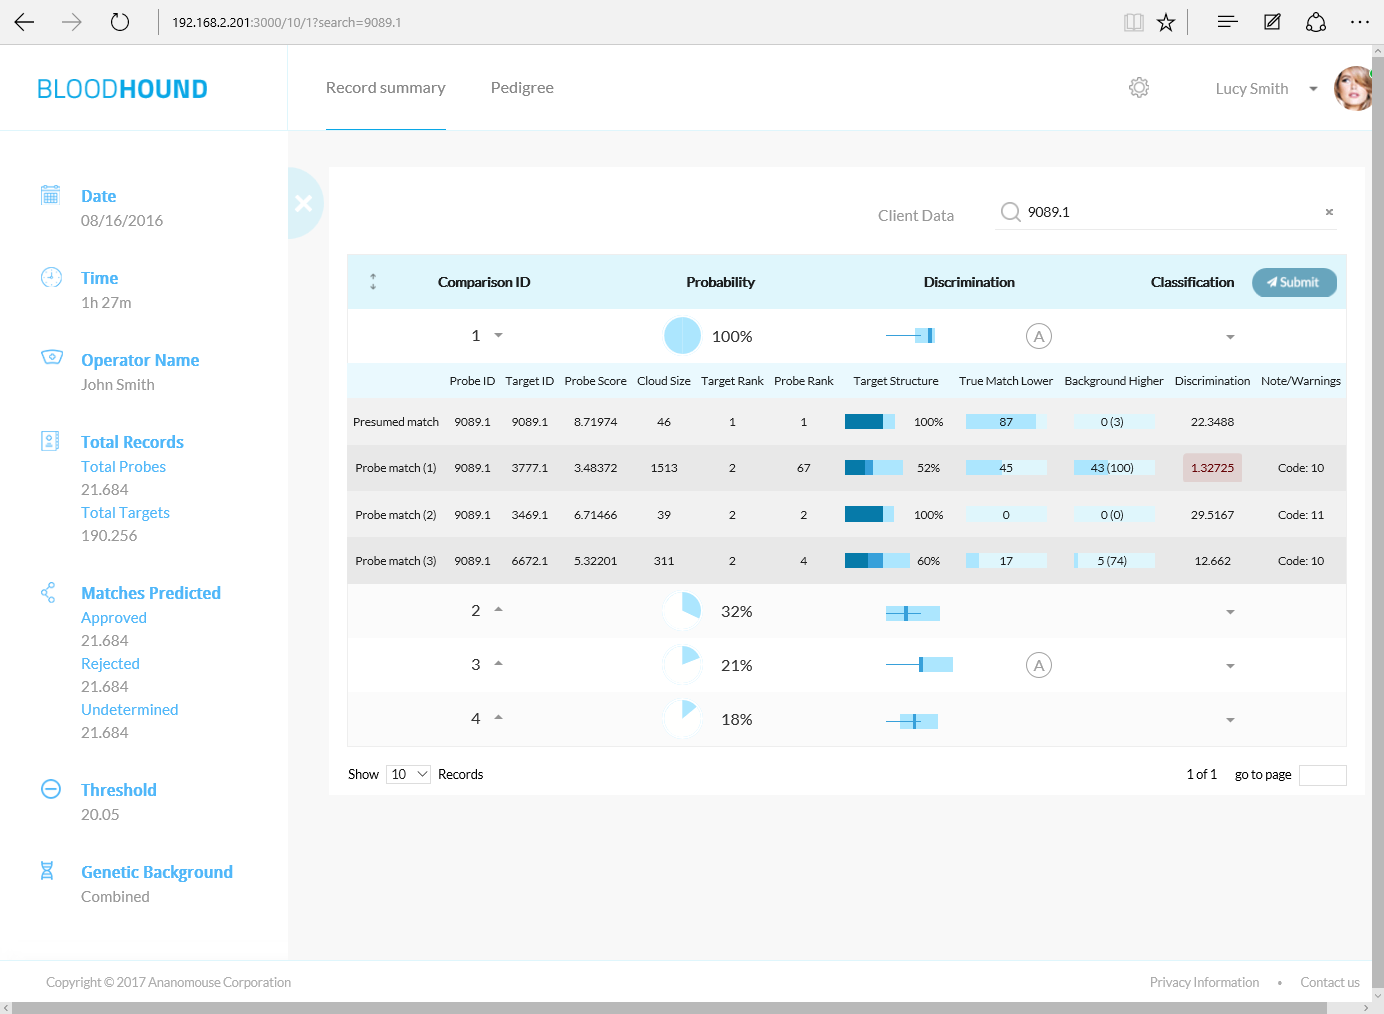 192.168.2.201:3000/10/1?search=9089.1
BLOODHOUND
Record summary Pedigree Lucy Smith
Date
08/16/2016
Time
1h 27m
Operator Name
John Smith
Total Records
Total Probes
21.684
Total Targets
190.256
Matches Predicted
Approved
21.684
Rejected
21.684
Undetermined
21.684
Threshold
20.05
Genetic Background
Combined
Client Data 9089.1
Comparison ID Probability Discrimination Classification Submit
1 100% A
Probe ID Target ID Probe Score Cloud Size Target Rank Probe Rank Target Structure True Match Lower Background Higher Discrimination Note/Warnings
Presumed match 9089.1 9089.1 8.71974 46 1 1 100% 87 0 (3) 22.3488
Probe match (1) 9089.1 3777.1 3.48372 1513 2 67 52% 45 43 (100) 1.32725 Code: 10
Probe match (2) 9089.1 3469.1 6.71466 39 2 2 100% 0 0 (0) 29.5167 Code: 11
Probe match (3) 9089.1 6672.1 5.32201 311 2 4 60% 17 5 (74) 12.662 Code: 10
2 32%
3 21% A
4 18%
Show 10 Records 1 of 1 go to page
Copyright © 2017 Ananomouse Corporation Privacy Information • Contact us